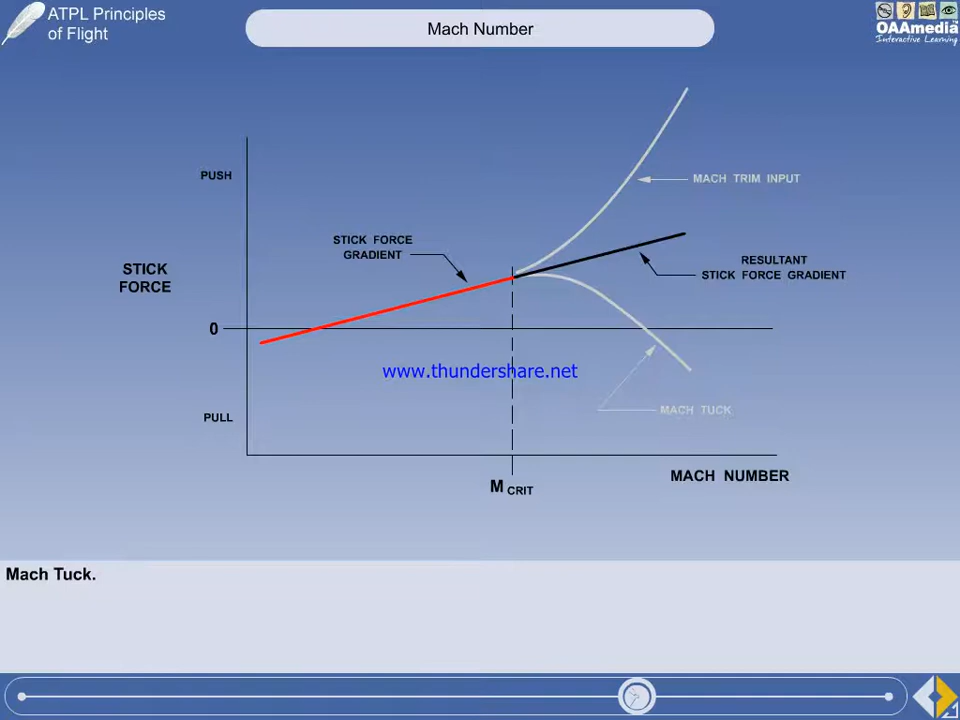 ATPL Principles
of Flight
Mach Number
OAAmedia
Interactive Learning
PUSH
MACH TRIM INPUT
STICK FORCE
GRADIENT
RESULTANT
STICK FORCE GRADIENT
STICK
FORCE
0
www.thundershare.net
PULL
MACH TUCK
MACH NUMBER
M CRIT
Mach Tuck.